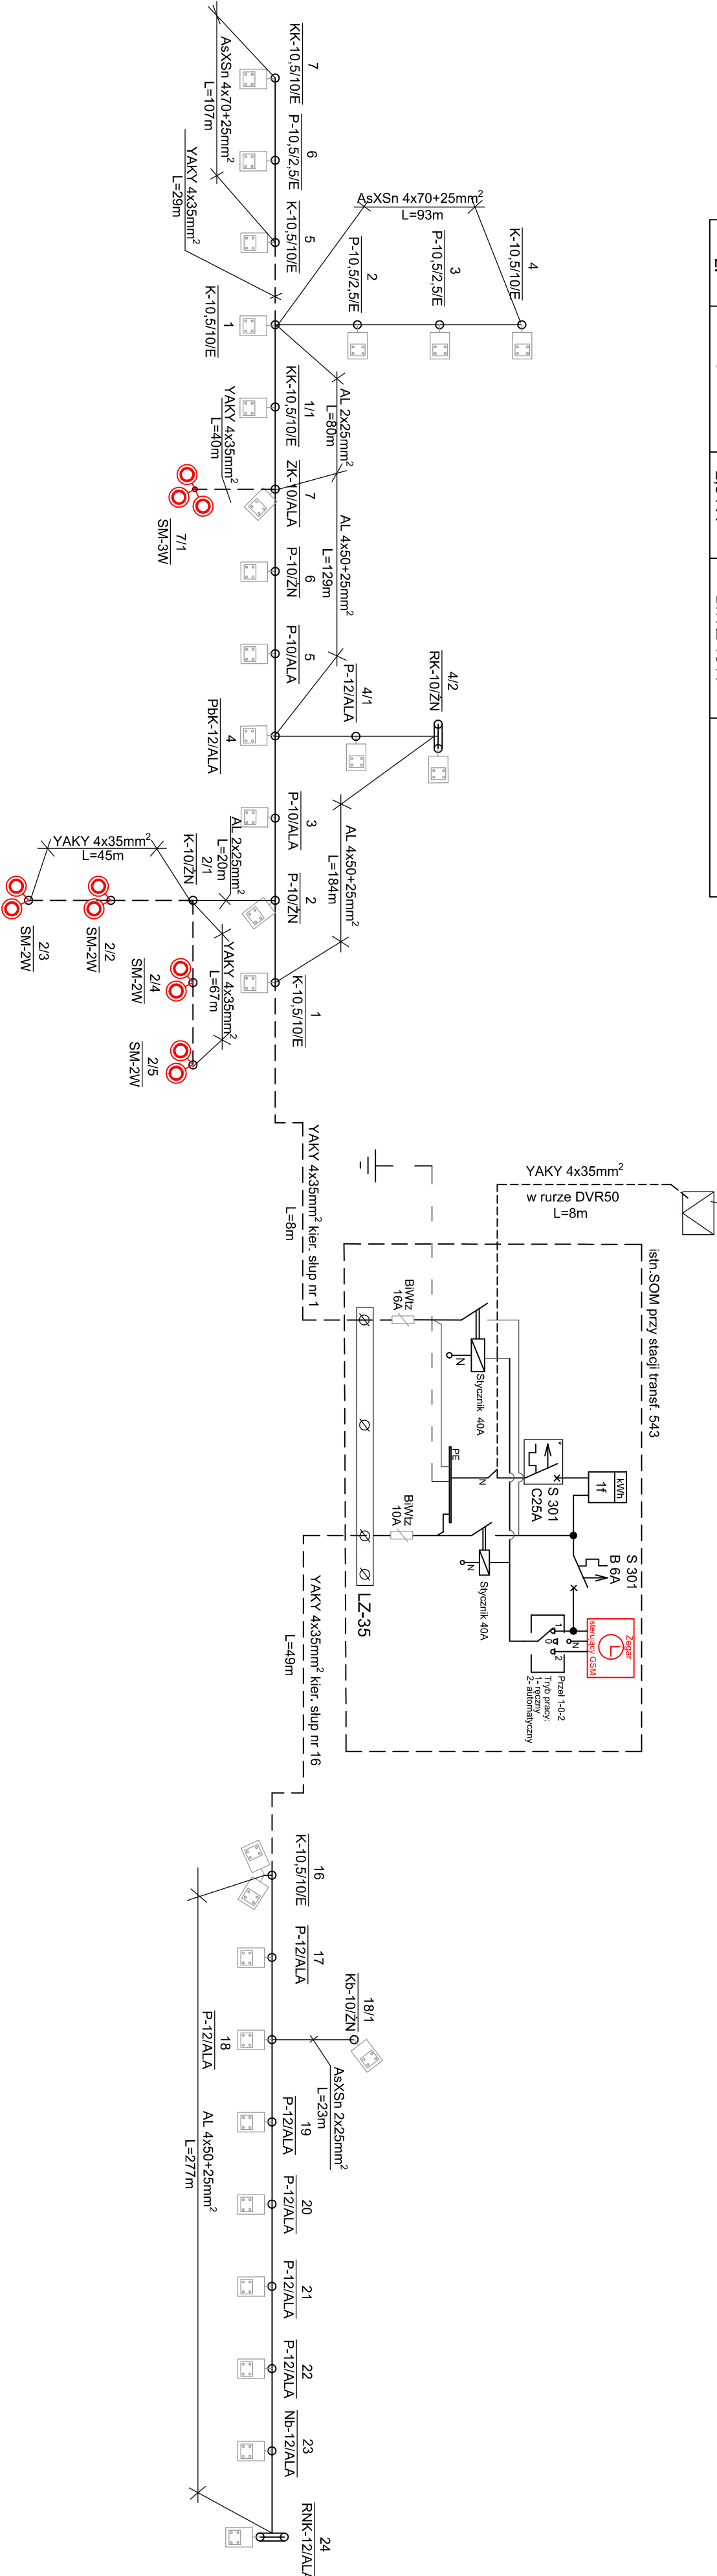 7
KK-10,5/10/E
6
P-10,5/2,5/E
5
K-10,5/10/E
AsXSn 4x70+25mm²
L=107m
YAKY 4x35mm²
L=29m
1
K-10,5/10/E
AsXSn 4x70+25mm²
L=93m
2
P-10,5/2,5/E
3
P-10,5/2,5/E
4
K-10,5/10/E
1/1
KK-10,5/10/E
AL 2x25mm²
L=80m
YAKY 4x35mm²
L=40m
7
ZK-10/ALA
7/1
SM-3W
AL 4x50+25mm²
L=129m
6
P-10/ŻN
5
P-10/ALA
4
PbK-12/ALA
4/1
P-12/ALA
4/2
RK-10/ŻN
3
P-10/ALA
AL 4x50+25mm²
L=184m
2
P-10/ŻN
AL 2x25mm²
L=20m
2/1
K-10/ŻN
YAKY 4x35mm²
L=45m
2/2
SM-2W
2/3
SM-2W
YAKY 4x35mm²
L=67m
2/4
SM-2W
2/5
SM-2W
1
K-10,5/10/E
YAKY 4x35mm² kier. słup nr 1
L=8m
YAKY 4x35mm²
w rurze DVR50
L=8m
istn.SOM przy stacji transf. 543
BiWtz
16A
N
Stycznik 40A
PE
N
S 301
C25A
kWh
1f
S 301
B 6A
BiWtz
10A
N
Stycznik 40A
Zegar
L
sterujący GSM
1
0
2
N
Przeł 1-0-2
Tryb pracy:
1- ręczny
2- automatyczny
LZ-35
YAKY 4x35mm² kier. słup nr 16
L=49m
16
K-10,5/10/E
17
P-12/ALA
18
P-12/ALA
18/1
Kb-10/ŻN
AsXSn 2x25mm²
L=23m
19
P-12/ALA
20
P-12/ALA
21
P-12/ALA
22
P-12/ALA
23
Nb-12/ALA
24
RNK-12/ALA
AL 4x50+25mm²
L=277m